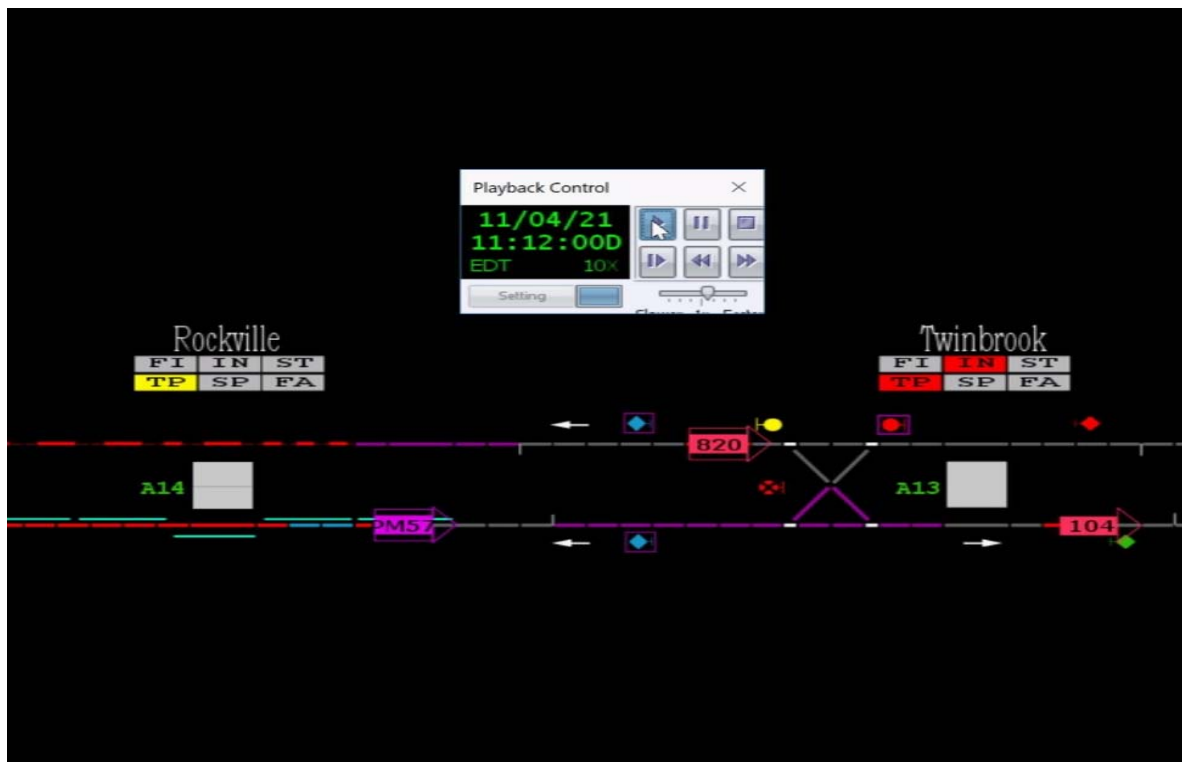 Playback Control
11/04/21
11:12:00D
EDT 10X
Setting
Rockville
FI IN ST
TP SP FA
Twinbrook
FI IN ST
TP SP FA
820
A14
A13
PM57
104